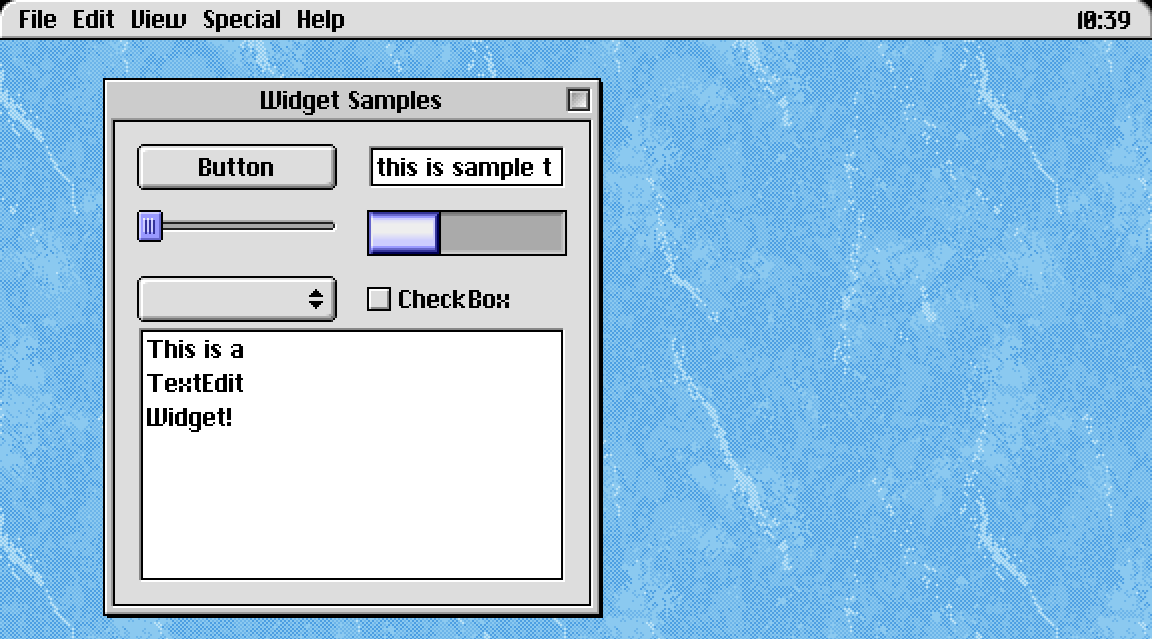 File Edit View Special Help 10:39
Widget Samples
Button this is sample t
CheckBox
This is a
TextEdit
Widget!